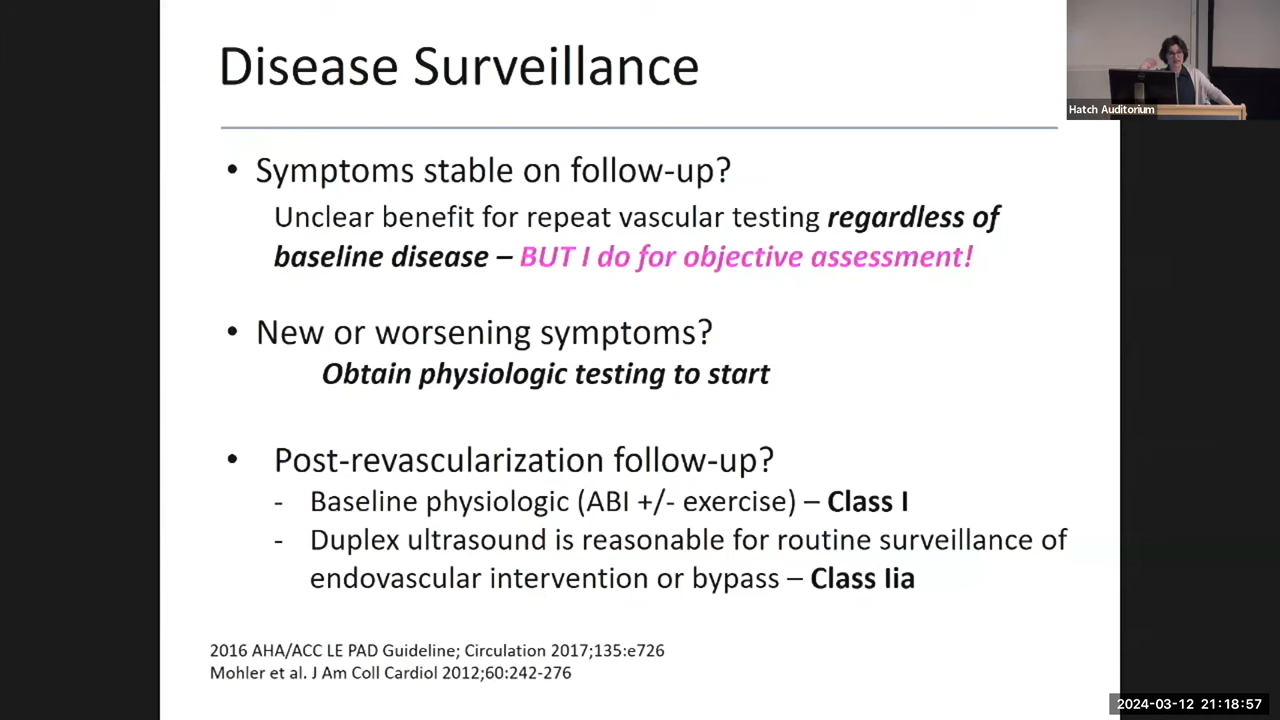 Disease Surveillance
Hatch Auditorium
• Symptoms stable on follow-up?
Unclear benefit for repeat vascular testing regardless of
baseline disease – BUT I do for objective assessment!
• New or worsening symptoms?
Obtain physiologic testing to start
• Post-revascularization follow-up?
- Baseline physiologic (ABI +/- exercise) – Class I
- Duplex ultrasound is reasonable for routine surveillance of
endovascular intervention or bypass – Class Iia
2016 AHA/ACC LE PAD Guideline; Circulation 2017;135:e726
Mohler et al. J Am Coll Cardiol 2012;60:242-276
2024-03-12 21:18:57